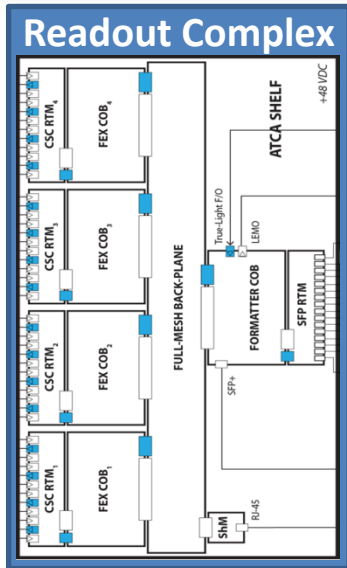 Readout Complex
CSC RTM₄
FEX COB₄
CSC RTM₃
FEX COB₃
CSC RTM₂
FEX COB₂
CSC RTM₁
FEX COB₁
FULL-MESH BACK-PLANE
ATCA SHELF
+48 VDC
True-Light F/O
LEMO
FORMATTER COB
SFP RTM
SFP+
ShM
RJ-45